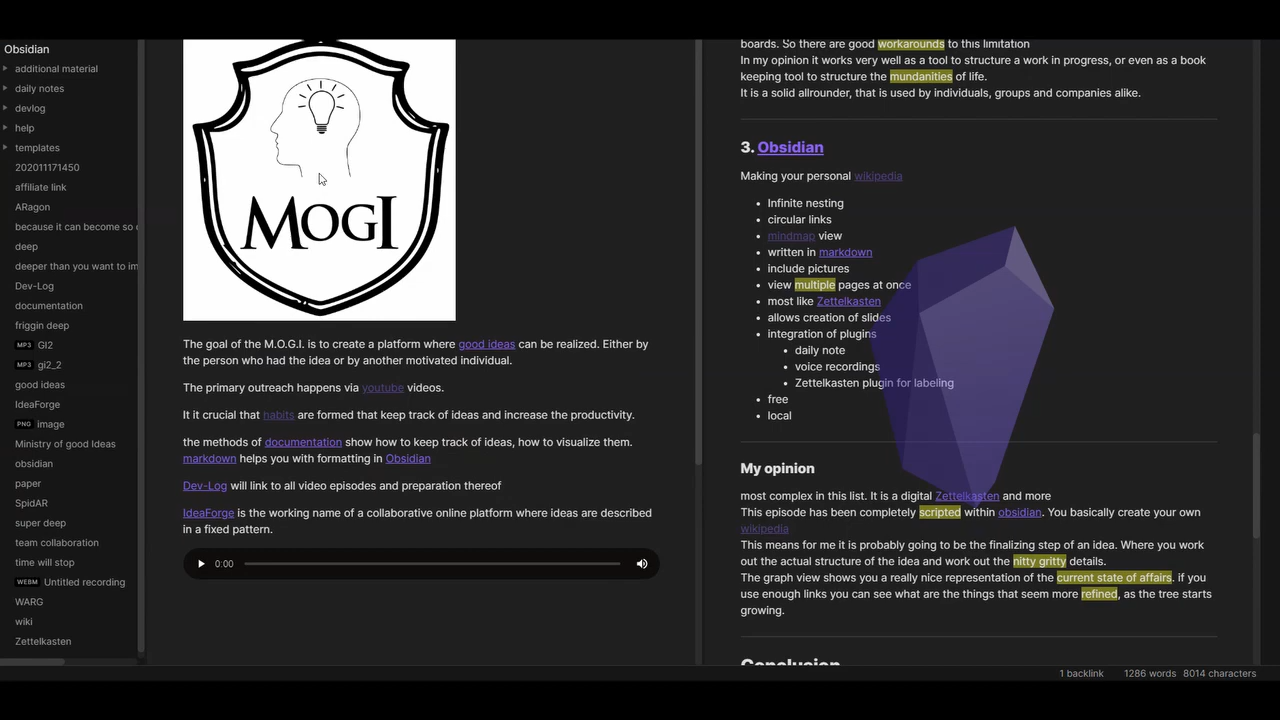 Obsidian
additional material
daily notes
devlog
help
templates
202011171450
affiliate link
ARagon
because it can become so
deep
deeper than you want to im
Dev-Log
documentation
friggin deep
MP3 GI2
MP3 gi2_2
good ideas
IdeaForge
PNG image
Ministry of good Ideas
obsidian
paper
SpidAR
super deep
team collaboration
time will stop
WEBM Untitled recording
WARG
wiki
Zettelkasten
MOGI
The goal of the M.O.G.I. is to create a platform where good ideas can be realized. Either by
the person who had the idea or by another motivated individual.
The primary outreach happens via youtube videos.
It it crucial that habits are formed that keep track of ideas and increase the productivity.
the methods of documentation show how to keep track of ideas, how to visualize them.
markdown helps you with formatting in Obsidian
Dev-Log will link to all video episodes and preparation thereof
IdeaForge is the working name of a collaborative online platform where ideas are described
in a fixed pattern.
0:00
boards. So there are good workarounds to this limitation
In my opinion it works very well as a tool to structure a work in progress, or even as a book
keeping tool to structure the mundanities of life.
It is a solid allrounder, that is used by individuals, groups and companies alike.
3. Obsidian
Making your personal wikipedia
• Infinite nesting
• circular links
• mindmap view
• written in markdown
• include pictures
• view multiple pages at once
• most like Zettelkasten
• allows creation of slides
• integration of plugins
• daily note
• voice recordings
• Zettelkasten plugin for labeling
• free
• local
My opinion
most complex in this list. It is a digital Zettelkasten and more
This episode has been completely scripted within obsidian. You basically create your own
wikipedia
This means for me it is probably going to be the finalizing step of an idea. Where you work
out the actual structure of the idea and work out the nitty gritty details.
The graph view shows you a really nice representation of the current state of affairs. if you
use enough links you can see what are the things that seem more refined, as the tree starts
growing.
Conclusion
1 backlink 1286 words 8014 characters